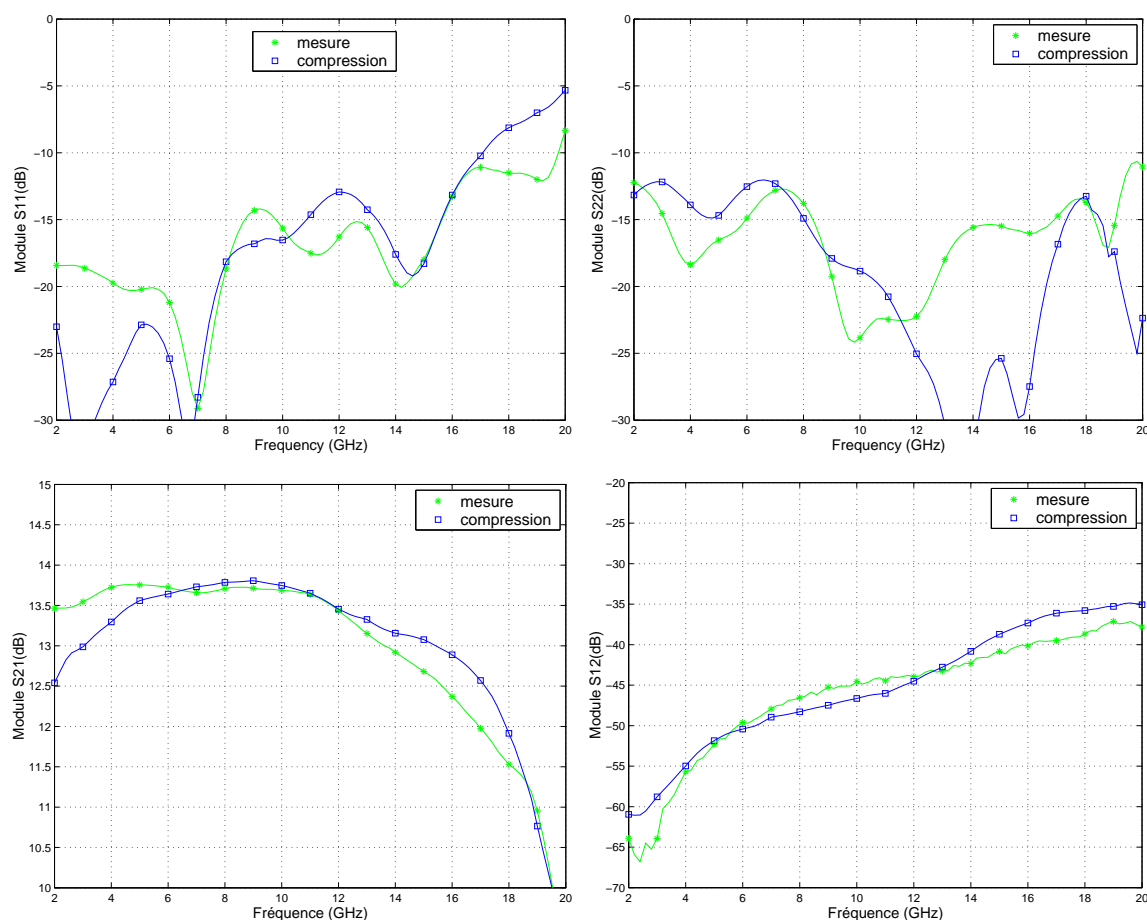 0
−5
−10
−15
−20
−25
−30
2 4 6 8 10 12 14 16 18 20
Frequency (GHz)
Module S11(dB)
mesure
compression
0
−5
−10
−15
−20
−25
−30
2 4 6 8 10 12 14 16 18 20
Frequency (GHz)
Module S22(dB)
mesure
compression
15
14.5
14
13.5
13
12.5
12
11.5
11
10.5
10
2 4 6 8 10 12 14 16 18 20
Fréquence (GHz)
Module S21(dB)
mesure
compression
−20
−25
−30
−35
−40
−45
−50
−55
−60
−65
−70
2 4 6 8 10 12 14 16 18 20
Fréquence (GHz)
Module S12(dB)
mesure
compression